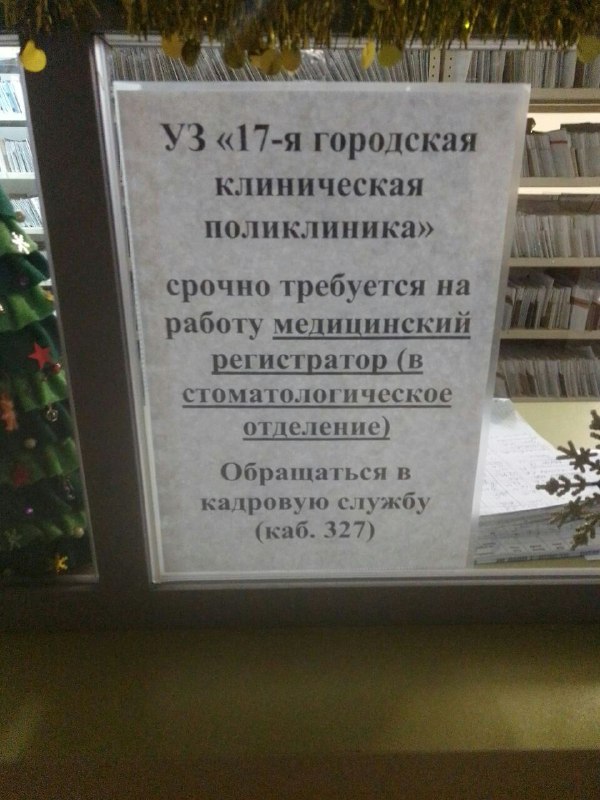 УЗ «17-я городская
клиническая
поликлиника»
срочно требуется на
работу медицинский
регистратор (в
стоматологическое
отделение)
Обращаться в
кадровую службу
(каб. 327)